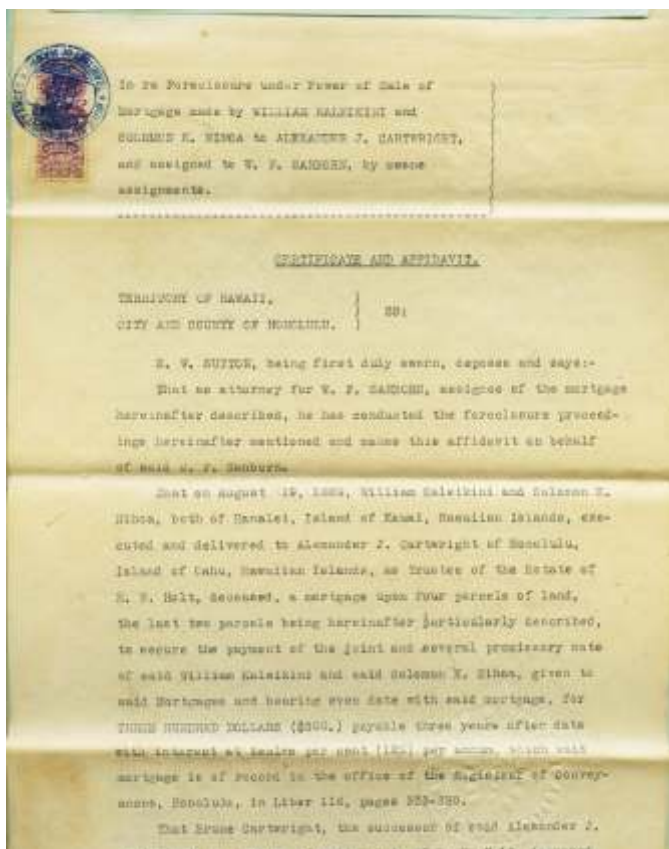 In re Foreclosure under Power of Sale of
Mortgage made by WILLIAM KALEIKINI and
SOLOMON K. NIHOA to ALEXANDER J. CARTWRIGHT,
and assigned to W. F. SANBORN, by mesne
assignments.
CERTIFICATE AND AFFIDAVIT.
TERRITORY OF HAWAII,
CITY AND COUNTY OF HONOLULU. SS:
W. SUTTON, being first duly sworn, deposes and says:-
That as attorney for W. F. SANBORN, assignee of the mortgage
hereinafter described, he has conducted the foreclosure proceed-
ings hereinafter mentioned and makes this affidavit on behalf
of said W. F. Sanborn.
That on August 19, William Kaleikini and Solomon K.
Nihoa, both of Hanalei, Island of Kauai, Hawaiian Islands, exe-
cuted and delivered to Alexander J. Cartwright of Honolulu,
Island of Oahu, Hawaiian Islands, as Trustee of the Estate of
Holt, deceased, a mortgage upon four parcels of land,
the last two parcels being hereinafter particularly described,
to secure the payment of the joint and several promissory note
of said William Kaleikini and said Solomon K. Nihoa, given to
said Mortgagee and bearing even date with said mortgage, for
THREE HUNDRED DOLLARS ($300.) payable three years after date
with interest at twelve per cent (12%) per annum, which said
mortgage is of record in the office of the Registrar of Convey-
ances, Honolulu, in Liber pages
That Bruce Cartwright, the successor of said Alexander J.